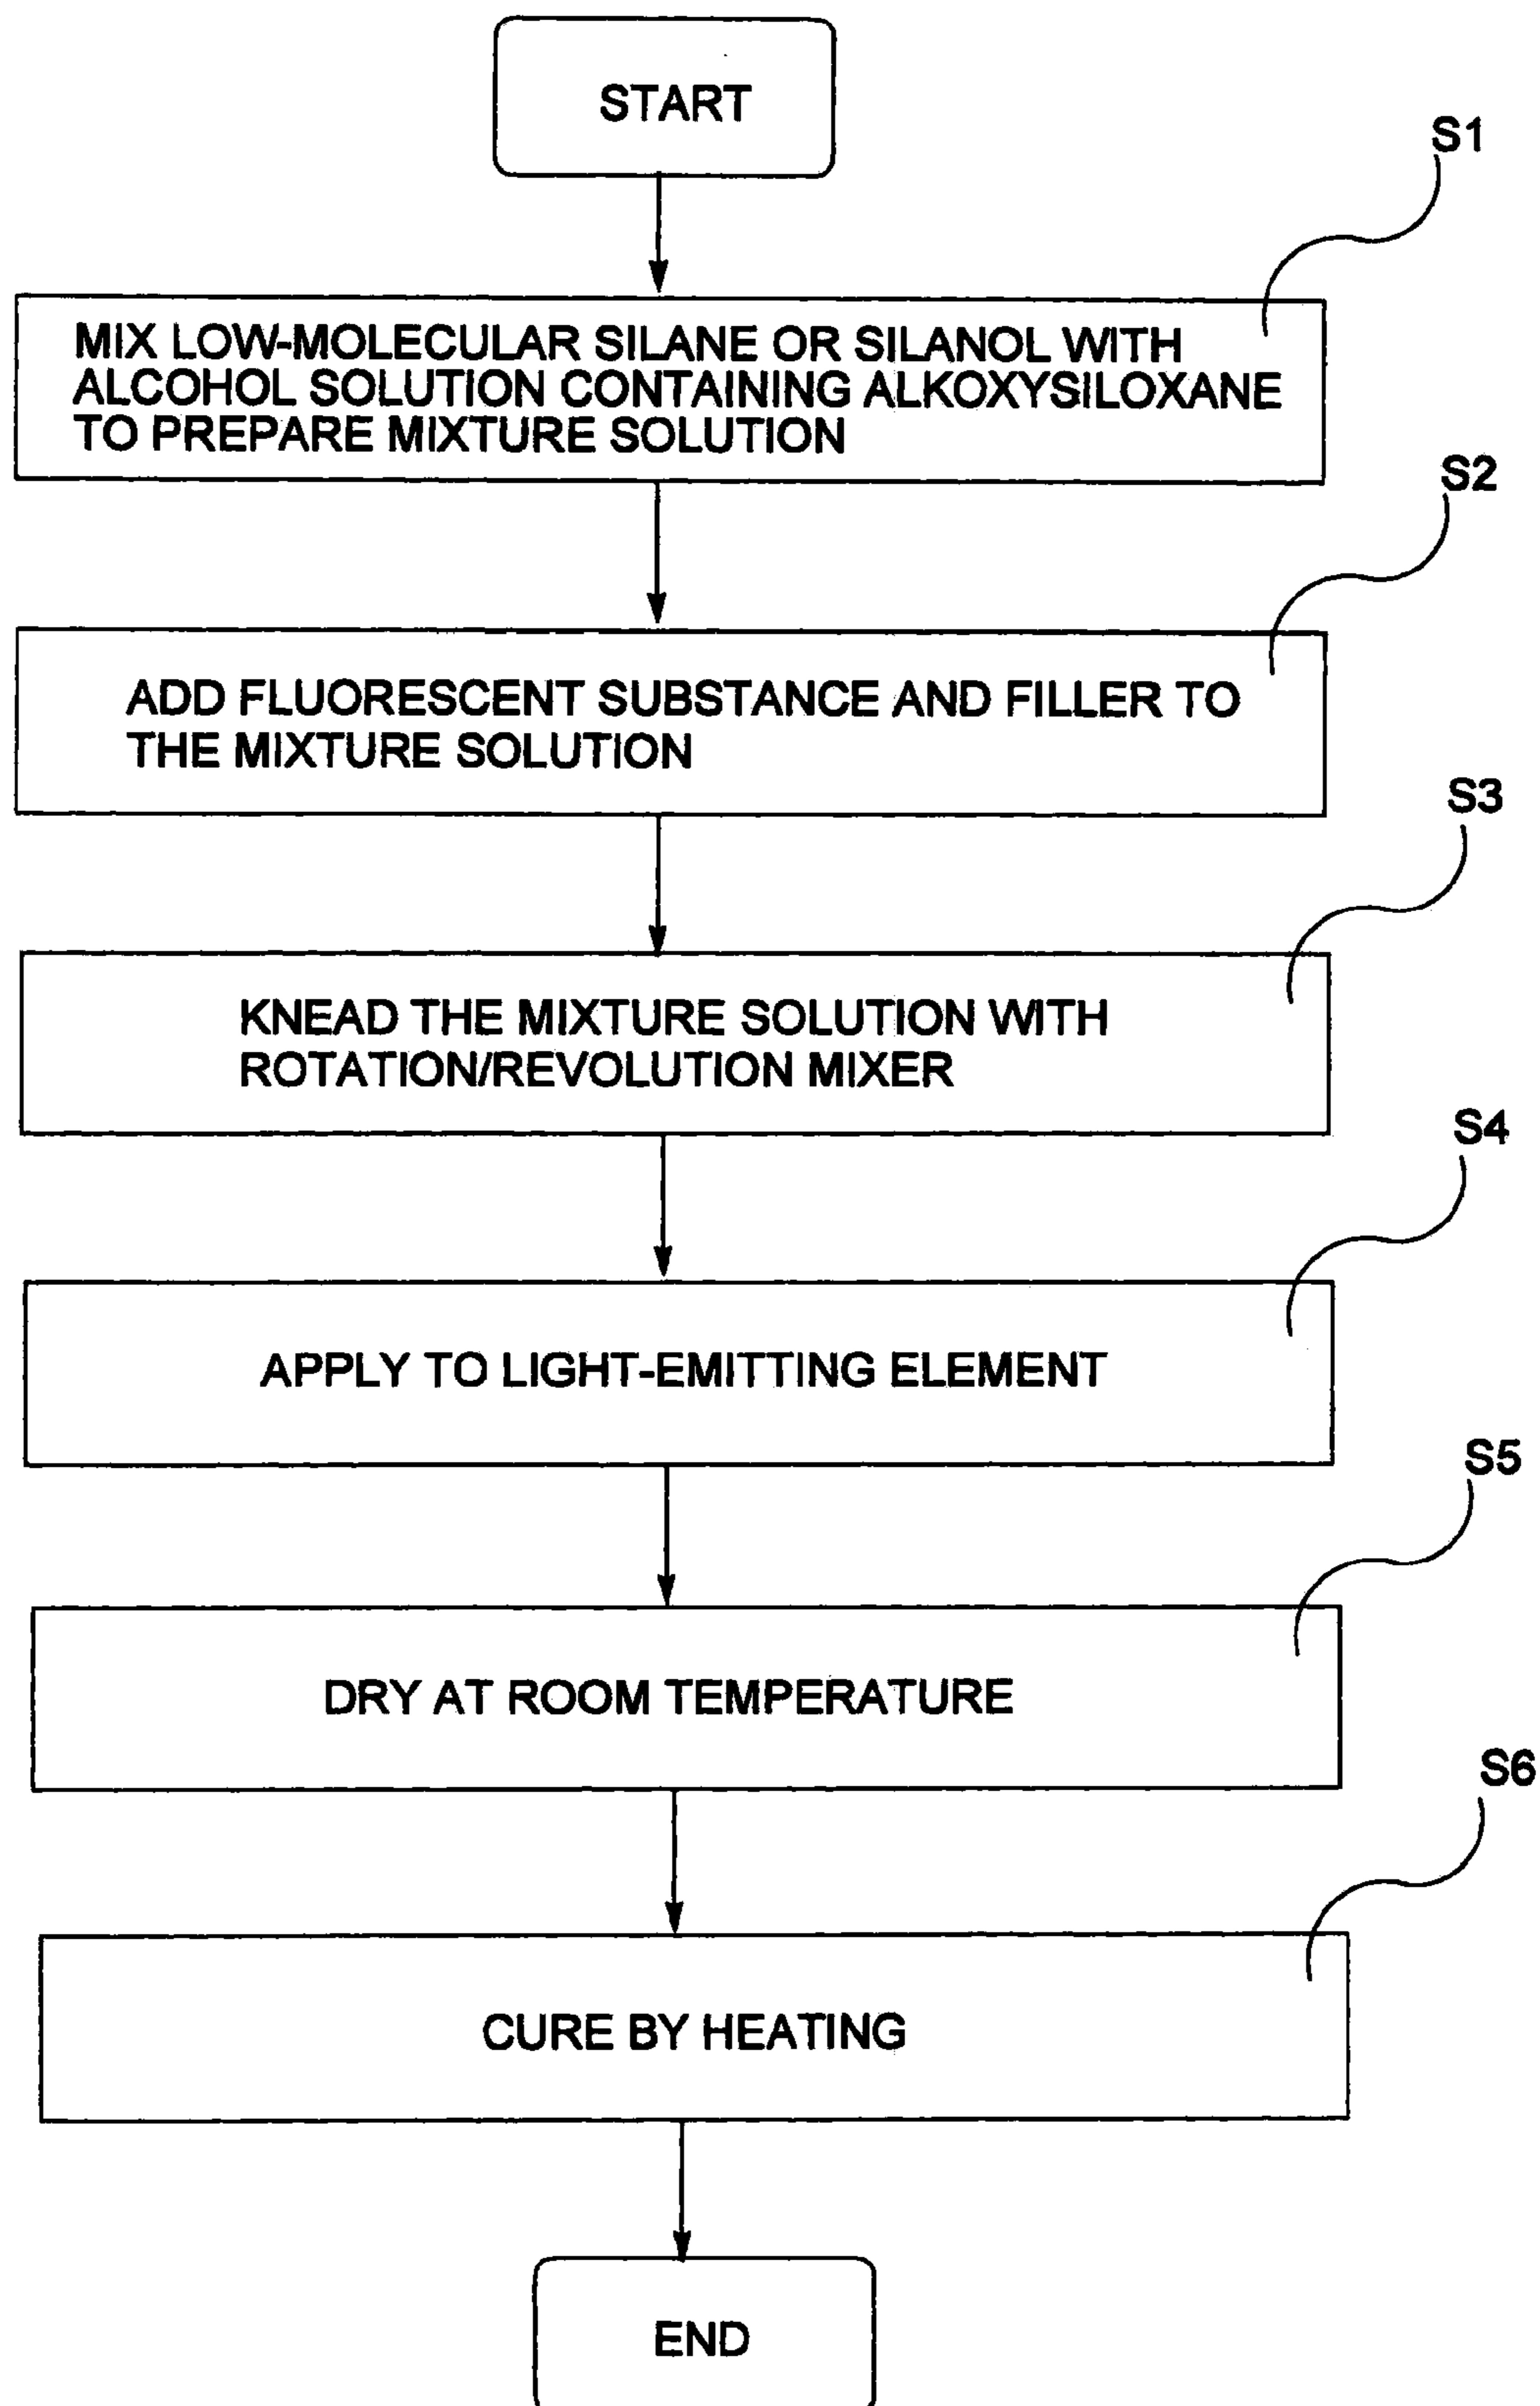 START
S1
MIX LOW-MOLECULAR SILANE OR SILANOL WITH
ALCOHOL SOLUTION CONTAINING ALKOXYSILOXANE
TO PREPARE MIXTURE SOLUTION
S2
ADD FLUORESCENT SUBSTANCE AND FILLER TO
THE MIXTURE SOLUTION
S3
KNEAD THE MIXTURE SOLUTION WITH
ROTATION/REVOLUTION MIXER
S4
APPLY TO LIGHT-EMITTING ELEMENT
S5
DRY AT ROOM TEMPERATURE
S6
CURE BY HEATING
END